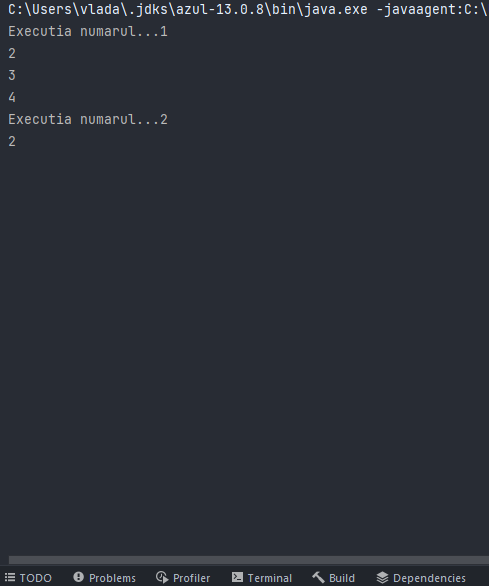 C:\Users\vlada\.jdks\azul-13.0.8\bin\java.exe -javaagent:C:\
Executia numarul...1
2
3
4
Executia numarul...2
2
TODO Problems Profiler Terminal Build Dependencies